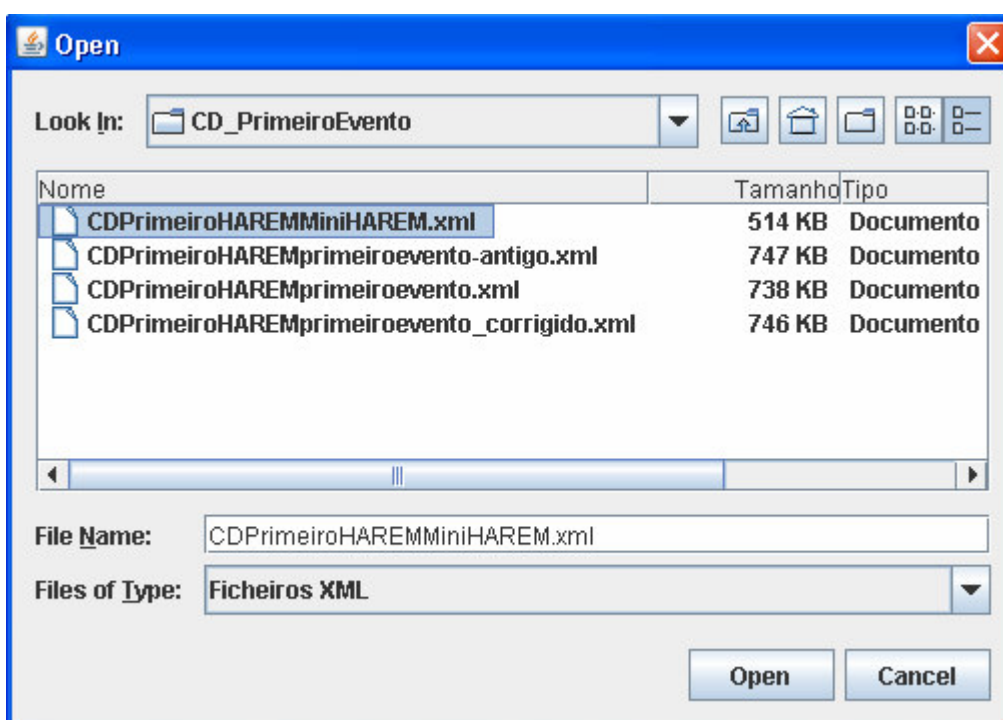 Open
Look In: CD_PrimeiroEvento
Nome Tamanho Tipo
CDPrimeiroHAREMMiniHAREM.xml 514 KB Documento
CDPrimeiroHAREMprimeiroevento-antigo.xml 747 KB Documento
CDPrimeiroHAREMprimeiroevento.xml 738 KB Documento
CDPrimeiroHAREMprimeiroevento_corrigido.xml 746 KB Documento
File Name: CDPrimeiroHAREMMiniHAREM.xml
Files of Type: Ficheiros XML
Open Cancel